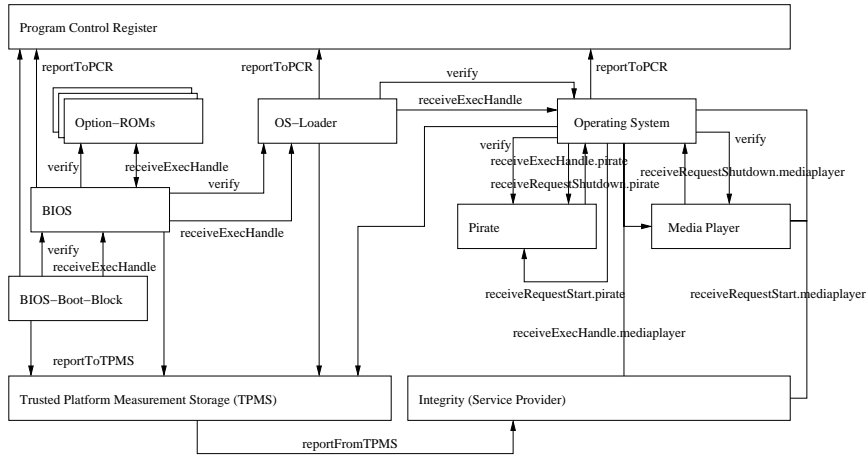 Program Control Register
reportToPCR
reportToPCR
reportToPCR
verify
receiveExecHandle
Option−ROMs
OS−Loader
Operating System
verify
verify
verify
receiveExecHandle
receiveExecHandle.pirate
receiveRequestShutdown.mediaplayer
verify
receiveRequestShutdown.pirate
BIOS
receiveExecHandle
Pirate
Media Player
verify
receiveExecHandle
BIOS−Boot−Block
receiveRequestStart.pirate
receiveRequestStart.mediaplayer
receiveExecHandle.mediaplayer
reportToTPMS
Trusted Platform Measurement Storage (TPMS)
Integrity (Service Provider)
reportFromTPMS